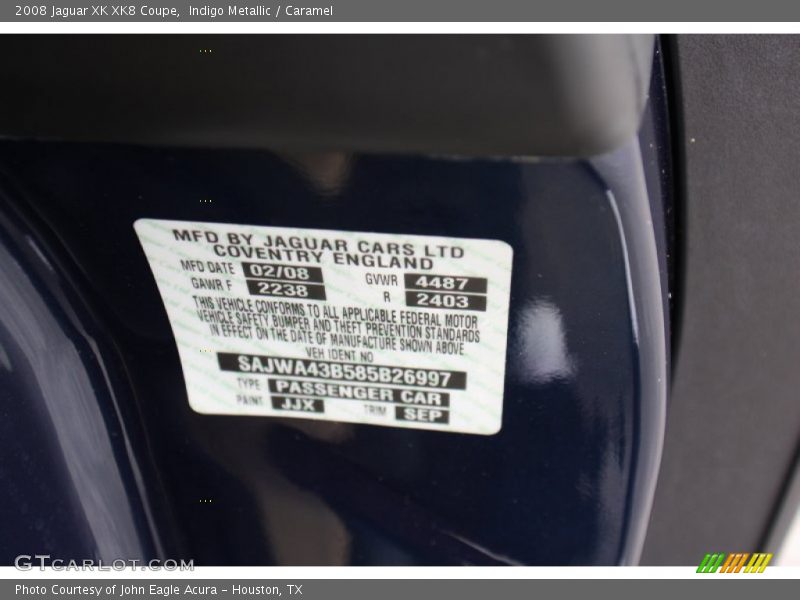 2008 Jaguar XK XK8 Coupe, Indigo Metallic / Caramel
MFD BY JAGUAR CARS LTD
COVENTRY ENGLAND
MFD DATE 02/08 GVWR 4487
GAWR F 2238 R 2403
THIS VEHICLE CONFORMS TO ALL APPLICABLE FEDERAL MOTOR
VEHICLE SAFETY BUMPER AND THEFT PREVENTION STANDARDS
IN EFFECT ON THE DATE OF MANUFACTURE SHOWN ABOVE
VEH IDENT NO
SAJWA43B585B26997
TYPE PASSENGER CAR
PAINT JJX TRIM SEP
GTCARLOT.COM
Photo Courtesy of John Eagle Acura - Houston, TX